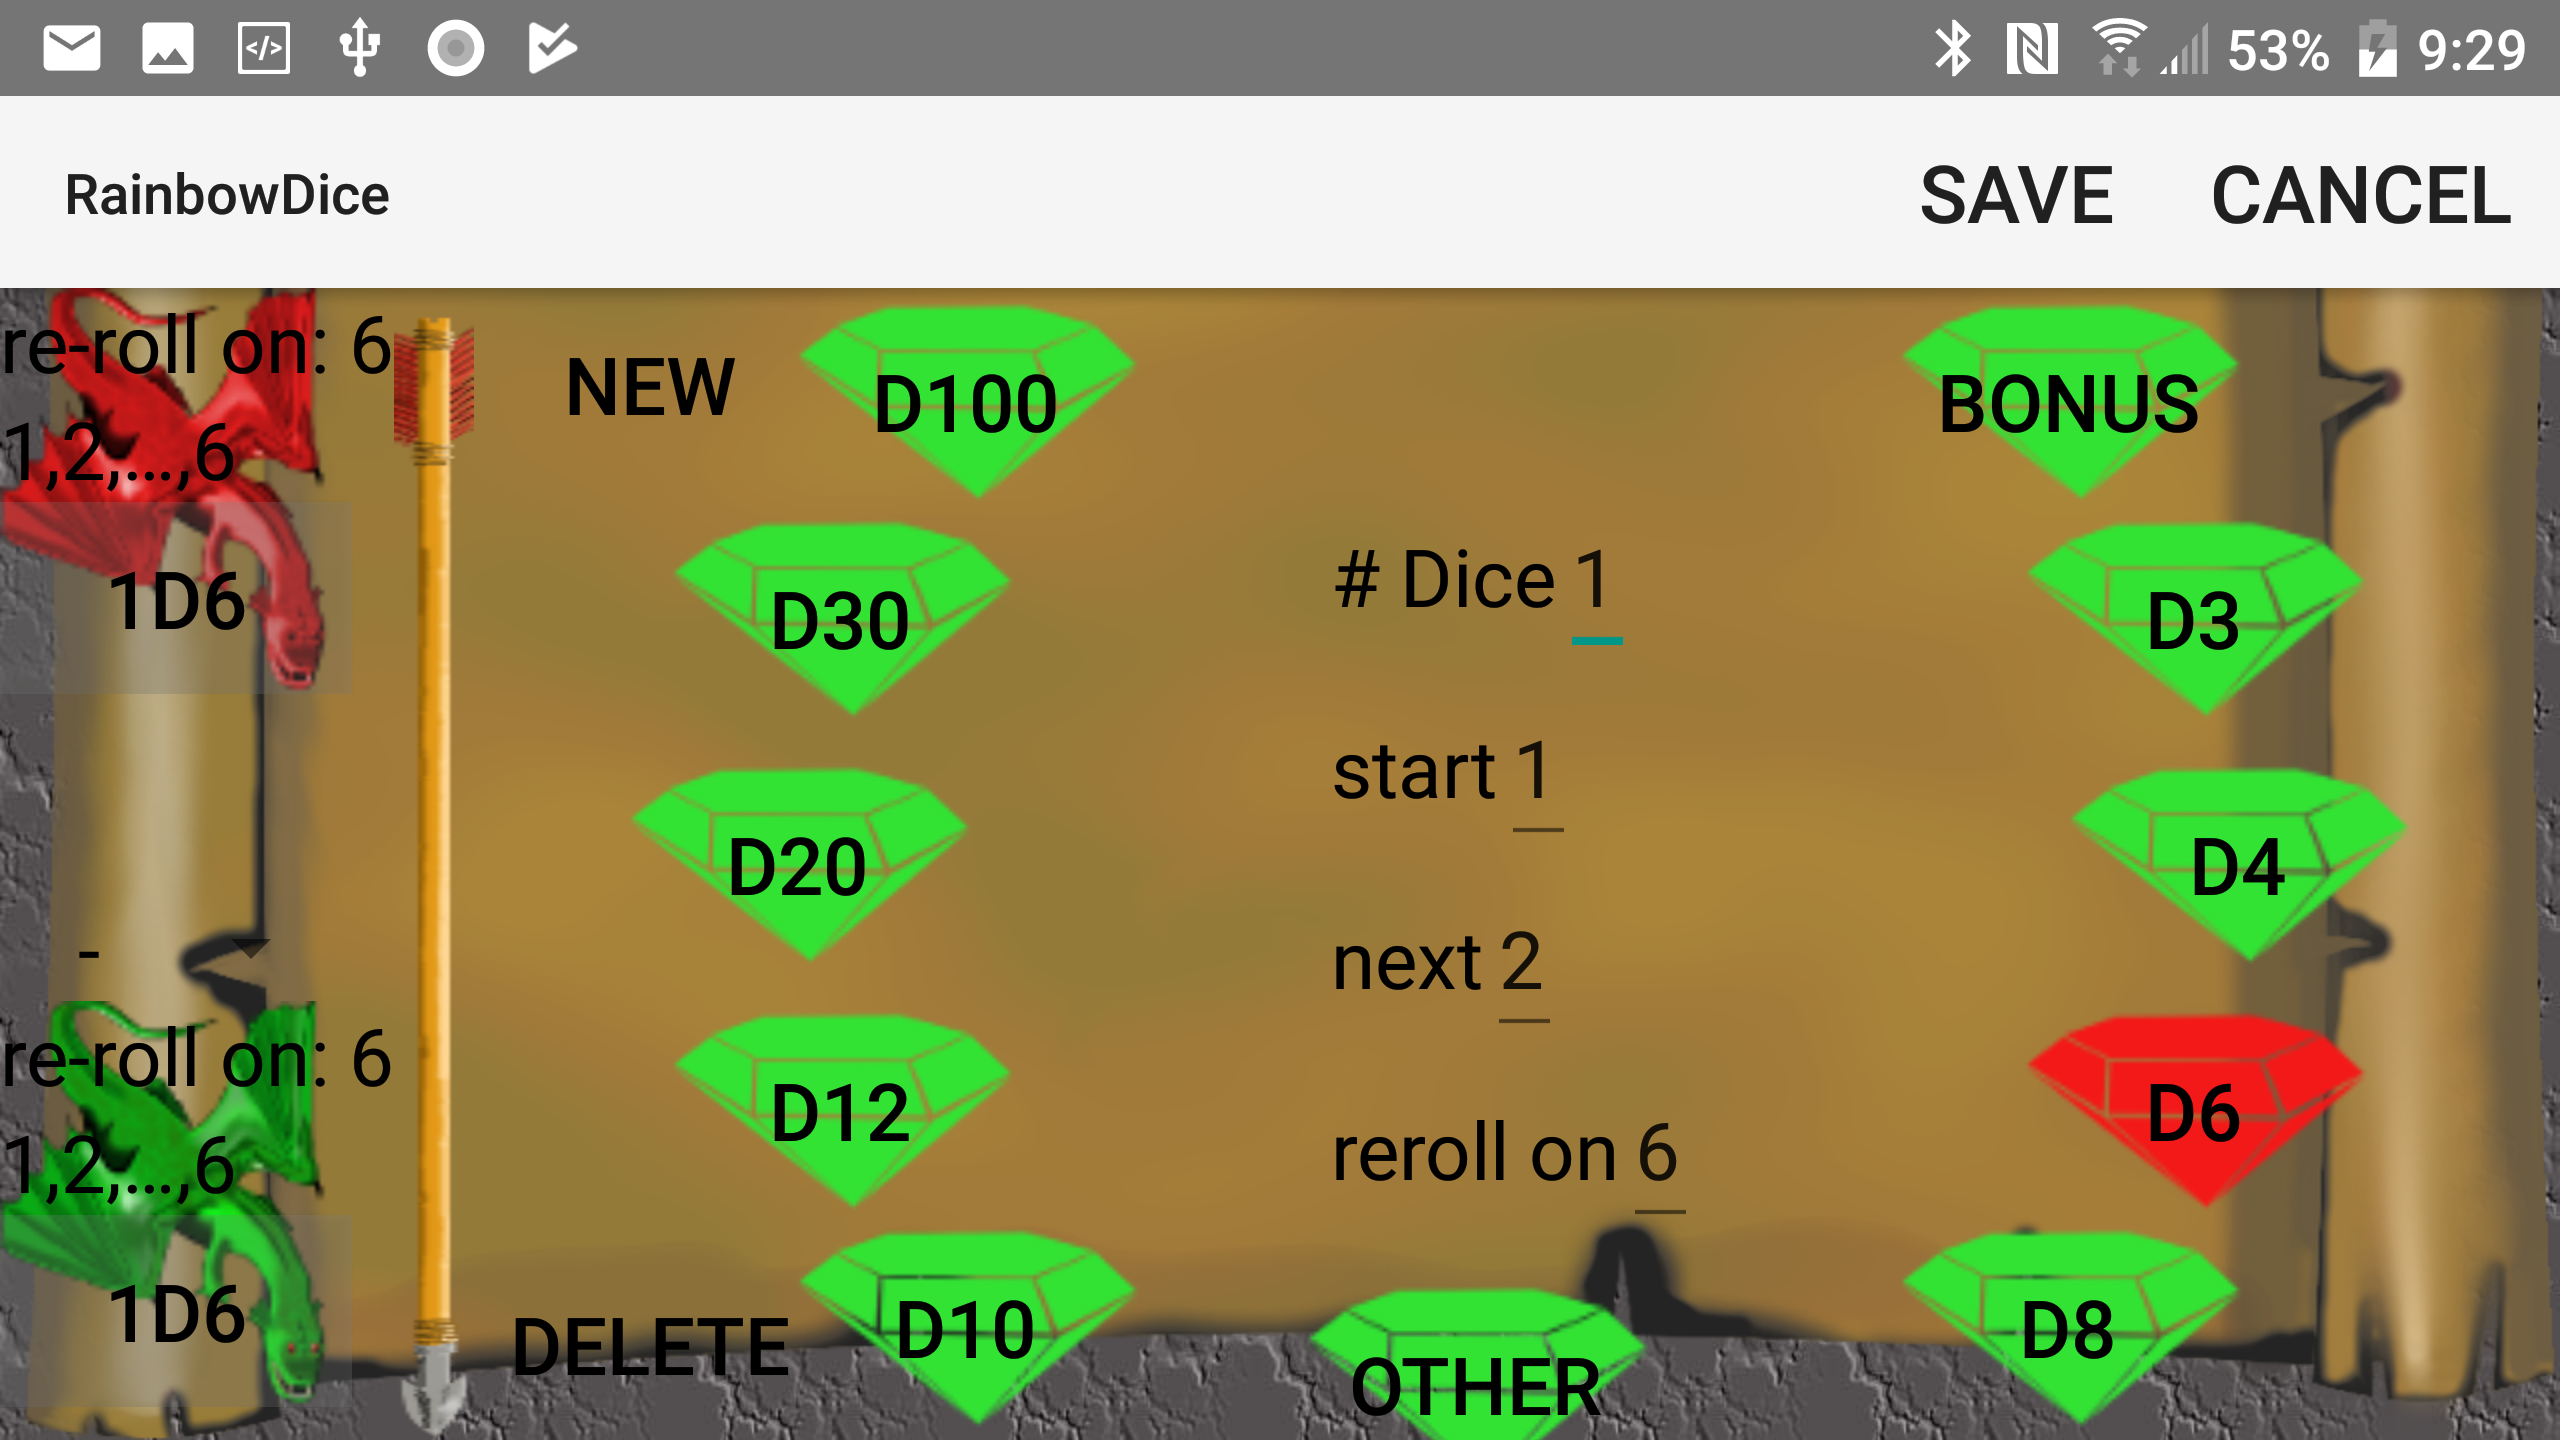 53% 9:29
RainbowDice SAVE CANCEL
re-roll on: 6
1,2,...,6
1D6
-
re-roll on: 6
1,2,...,6
1D6
NEW
DELETE
D100
D30
D20
D12
D10
# Dice 1
start 1
next 2
reroll on 6
OTHER
BONUS
D3
D4
D6
D8